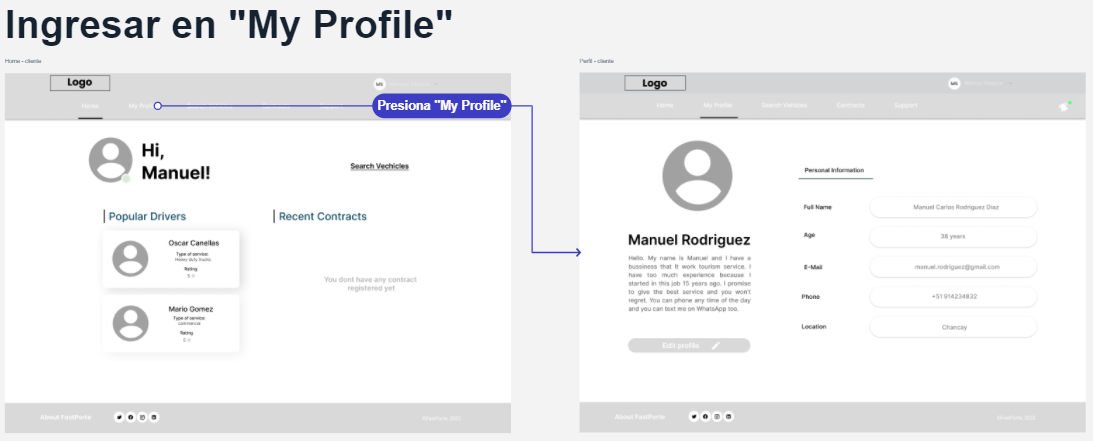 Ingresar en "My Profile"
Home - cliente
Logo
MR
Home
My Profile
Presiona "My Profile"
Hi,
Manuel!
Search Vechicles
Popular Drivers
Recent Contracts
Oscar Canellas
Type of service:
Heavy duty trucks
Rating
5
Mario Gomez
Type of service:
commercial
Rating
5
You dont have any contract
registered yet
About FastPorte
FastPorte 2022
Perfil - cliente
Logo
MR
Home
My Profile
Search Vehicles
Contracts
Support
Manuel Rodriguez
Hello. My name is Manuel and I have a
bussiness that it work tourism service. I
have too much experience because I
started in this job 15 years ago. I promise
to give the best service and you won't
regret. You can phone any time of the day
and you can text me on WhatsApp too.
Edit profile
Personal Information
Full Name
Manuel Carlos Rodriguez Diaz
Age
38 years
E-Mail
manuel.rodriguez@gmail.com
Phone
+51 914234832
Location
Chancay
About FastPorte
FastPorte 2022